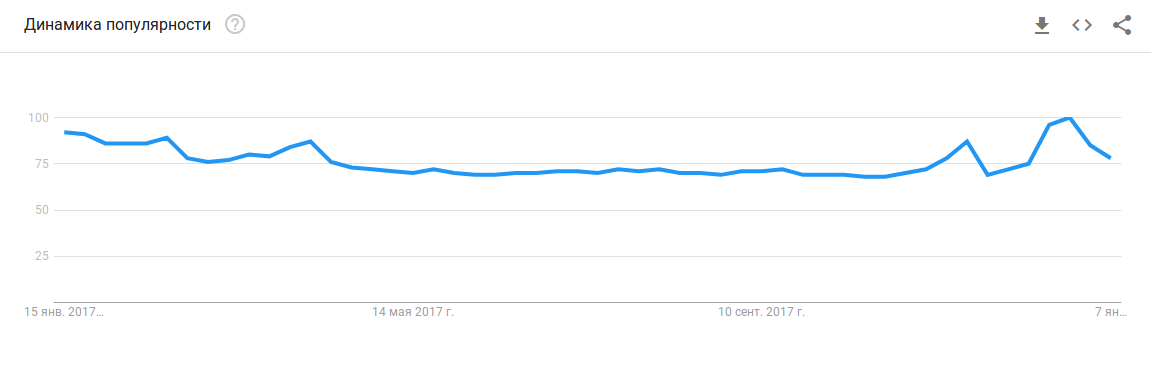 Динамика популярности ?
100
75
50
25
15 янв. 2017…
14 мая 2017 г.
10 сент. 2017 г.
7 ян…